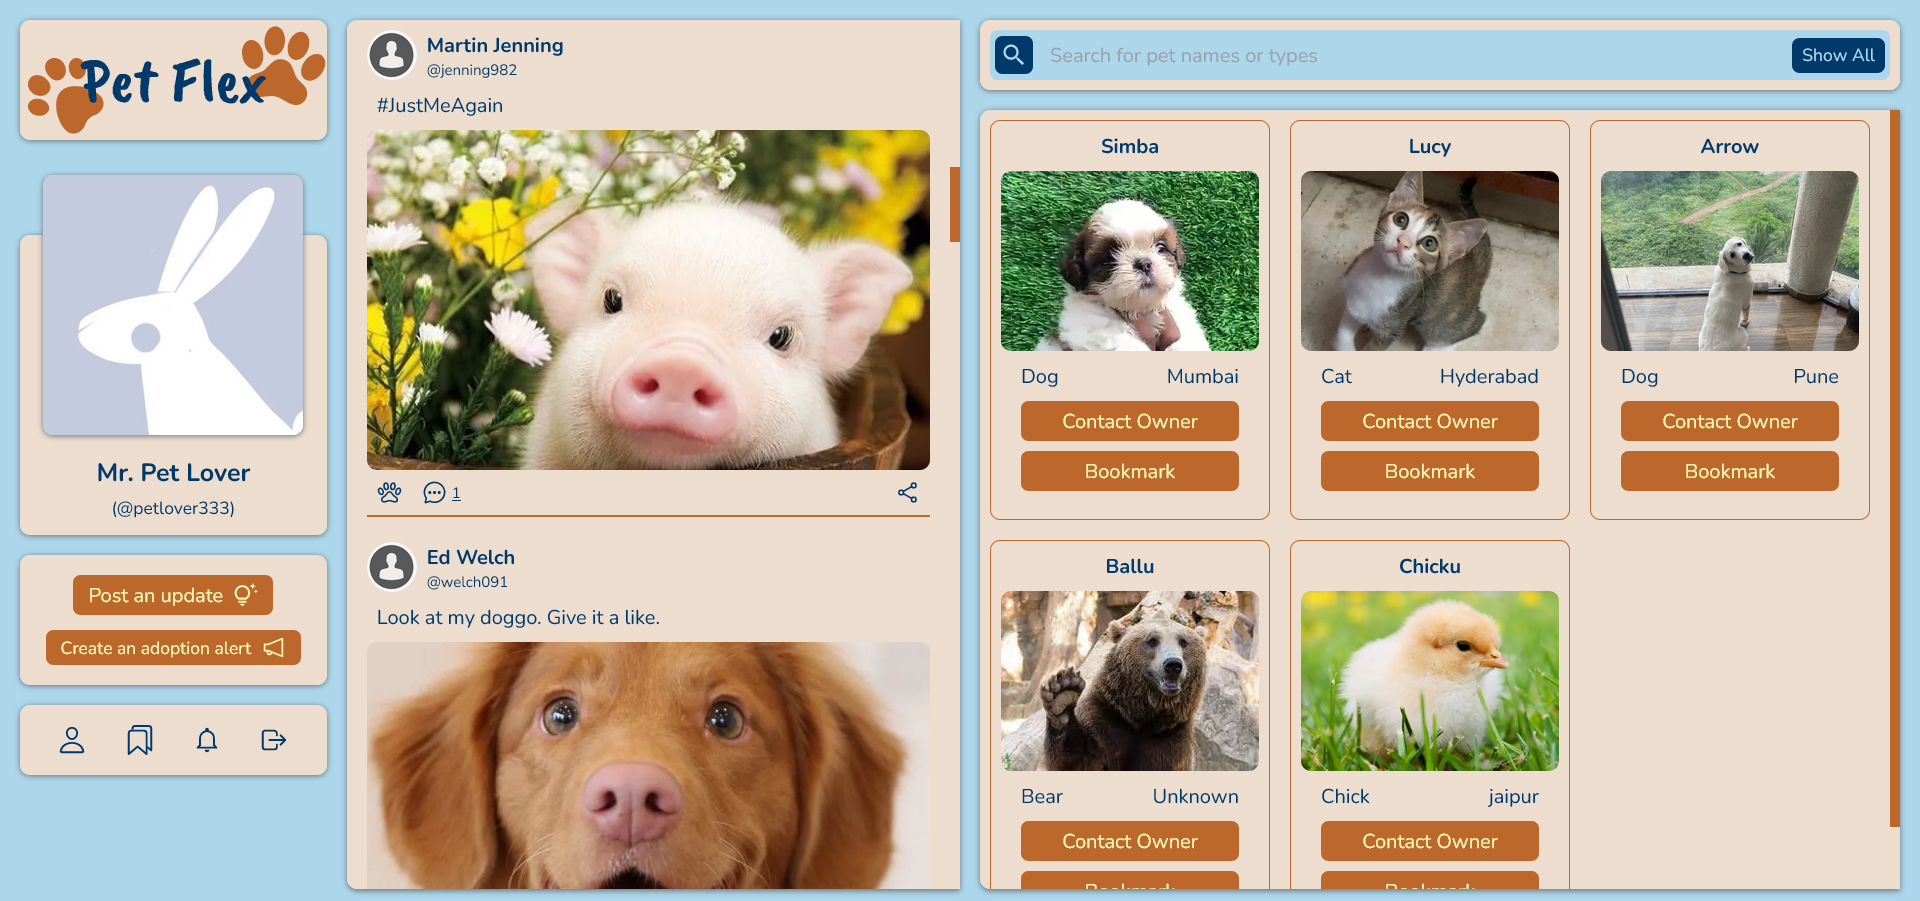 Pet Flex
Mr. Pet Lover
(@petlover333)
Post an update
Create an adoption alert
Martin Jenning
@jenning982
#JustMeAgain
1
Ed Welch
@welch091
Look at my doggo. Give it a like.
Search for pet names or types
Show All
Simba
Dog Mumbai
Contact Owner
Bookmark
Lucy
Cat Hyderabad
Contact Owner
Bookmark
Arrow
Dog Pune
Contact Owner
Bookmark
Ballu
Bear Unknown
Contact Owner
Bookmark
Chicku
Chick jaipur
Contact Owner
Bookmark